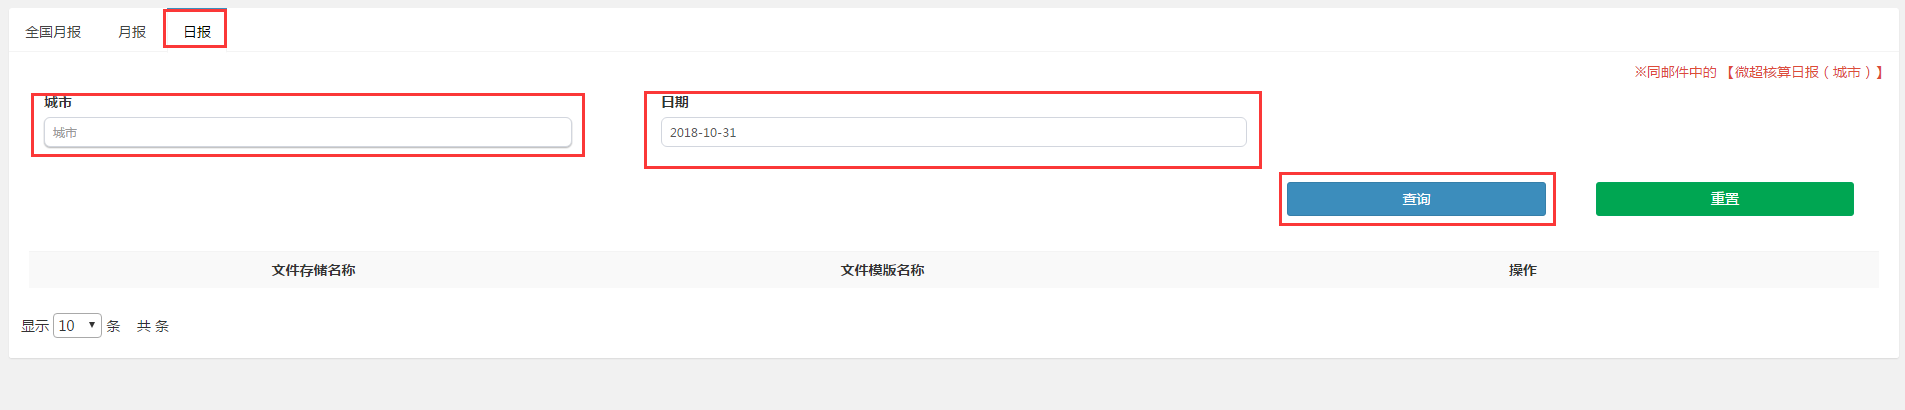 全国月报 月报 日报
※同邮件中的 【微超核算日报（城市）】
城市 日期
城市 2018-10-31
查询 重置
文件存储名称 文件模版名称 操作
显示 10 条 共 条